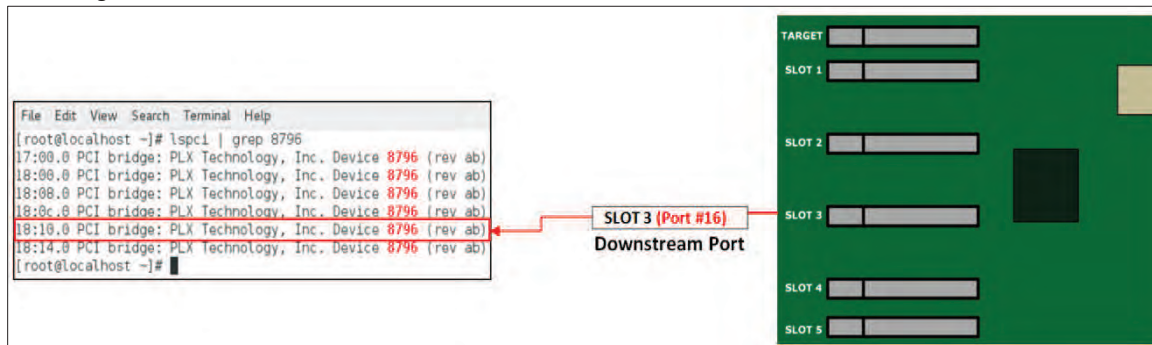 File Edit View Search Terminal Help
[root@localhost ~]# lspci | grep 8796
17:00.0 PCI bridge: PLX Technology, Inc. Device 8796 (rev ab)
18:00.0 PCI bridge: PLX Technology, Inc. Device 8796 (rev ab)
18:08.0 PCI bridge: PLX Technology, Inc. Device 8796 (rev ab)
18:0c.0 PCI bridge: PLX Technology, Inc. Device 8796 (rev ab)
18:10.0 PCI bridge: PLX Technology, Inc. Device 8796 (rev ab)
18:14.0 PCI bridge: PLX Technology, Inc. Device 8796 (rev ab)
[root@localhost ~]#
SLOT 3 (Port #16)
Downstream Port
TARGET
SLOT 1
SLOT 2
SLOT 3
SLOT 4
SLOT 5